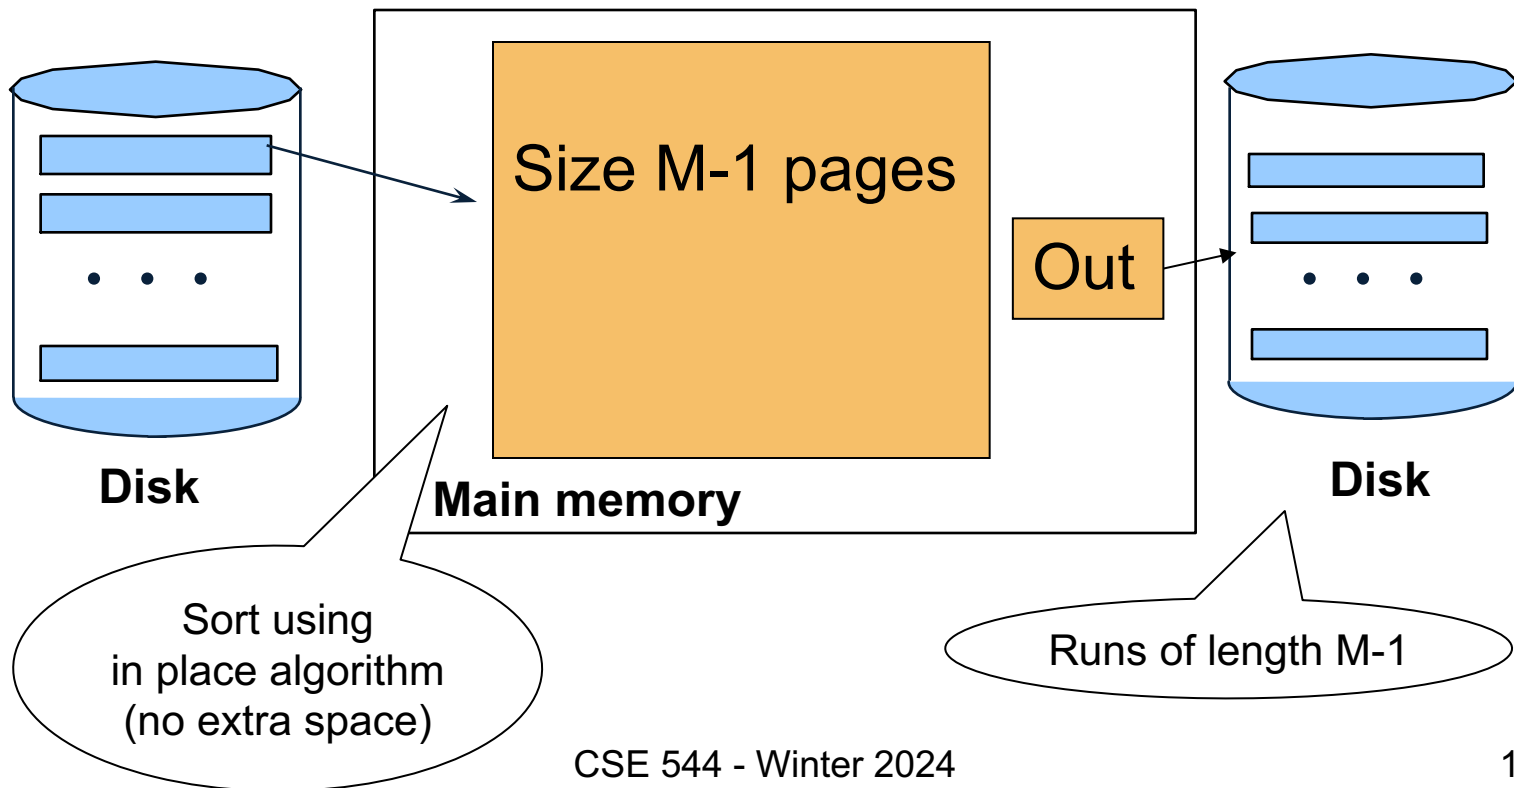 Size M-1 pages
Out
Disk
Main memory
Disk
Sort using
in place algorithm
(no extra space)
Runs of length M-1
CSE 544 - Winter 2024
1